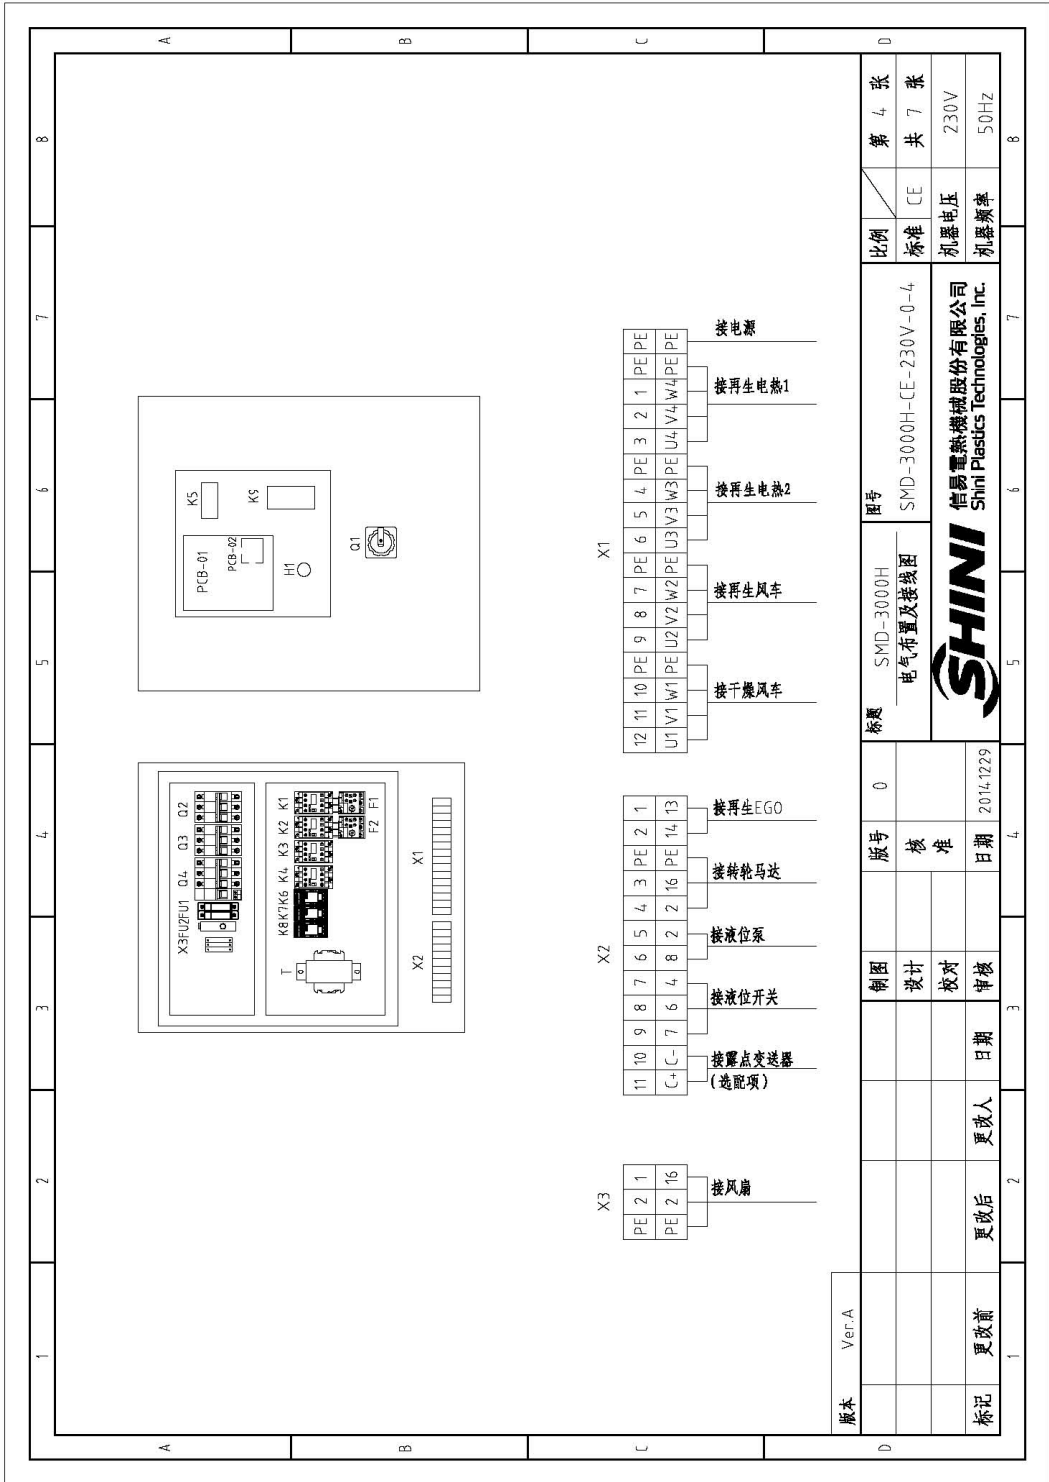 1 2 3 4 5 6 7 8
A A
X3FU2FU1 Q4 Q3 Q2
PCB-01
K5
PCB-02
K9
H1
T K8K7K6 K4 K3 K2 K1
F2 F1
Q1
B B
X2 X1
X3 X2 X1
PE 2 1
PE 2 16
接风扇
11 10 9 8 7 6 5 4 3 PE 2 1
C+ C- 7 6 4 8 2 2 16 PE 14 13
接露点变送器
(选配项)
接液位开关
接液位泵
接转轮马达
接再生EGO
12 11 10 PE 9 8 7 PE 6 5 4 PE 3 2 1 PE PE
U1 V1 W1 PE U2 V2 W2 PE U3 V3 W3 PE U4 V4 W4 PE PE
接干燥风车
接再生风车
接再生电热2
接再生电热1
接电源
C C
版本 Ver.A
D D
制图
设计
校对
审核
版号 0
核准
日期 20141229
标题 SMD-3000H
电气布置及接线图
图号
SMD-3000H-CE-230V-0-4
比例
第 4 张
标准 CE
共 7 张
机器电压 230V
机器频率 50Hz
SHINI
信易電熱機械股份有限公司
Shini Plastics Technologies, Inc.
标记 更改前 更改后 更改人 日期
1 2 3 4 5 6 7 8